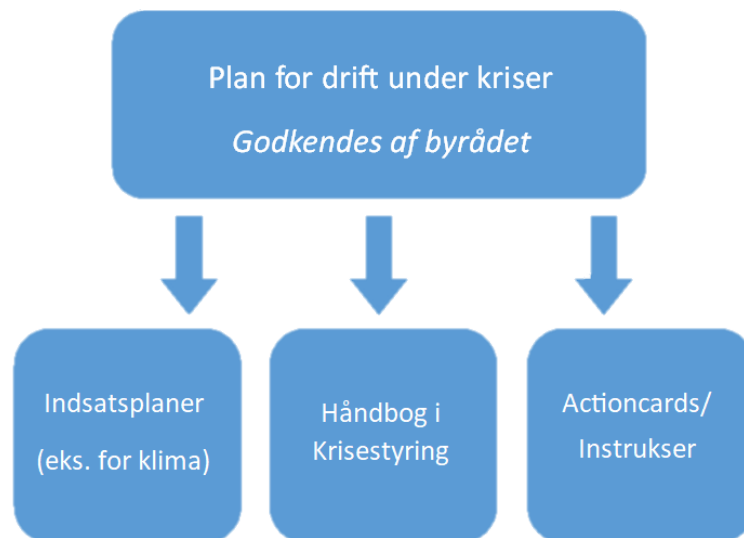 Plan for drift under kriser
Godkendes af byrådet
Indsatsplaner
(eks. for klima)
Håndbog i
Krisestyring
Actioncards/
Instrukser